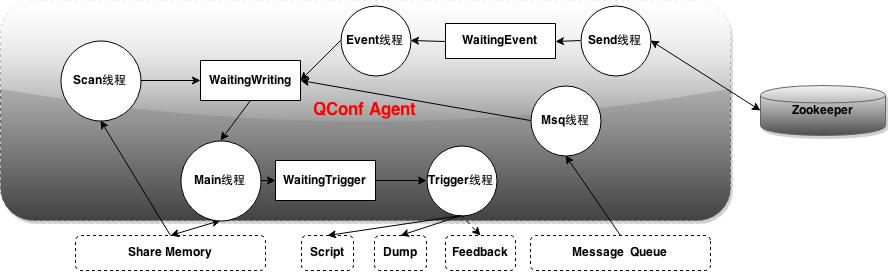 Event线程
WaitingEvent
Send线程
Scan线程
WaitingWriting
QConf Agent
Msq线程
Zookeeper
Main线程
WaitingTrigger
Trigger线程
Share Memory
Script
Dump
Feedback
Message Queue